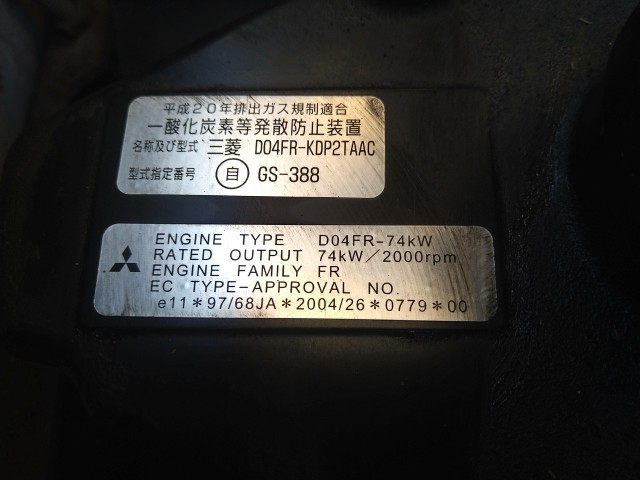 平成20年排出ガス規制適合
一酸化炭素等発散防止装置
名称及び型式 三菱 D04FR-KDP2TAAC
型式指定番号 自 GS-388
ENGINE TYPE D04FR-74kW
RATED OUTPUT 74kW/2000rpm
ENGINE FAMILY FR
EC TYPE-APPROVAL NO.
e11*97/68JA*2004/26*0779*00